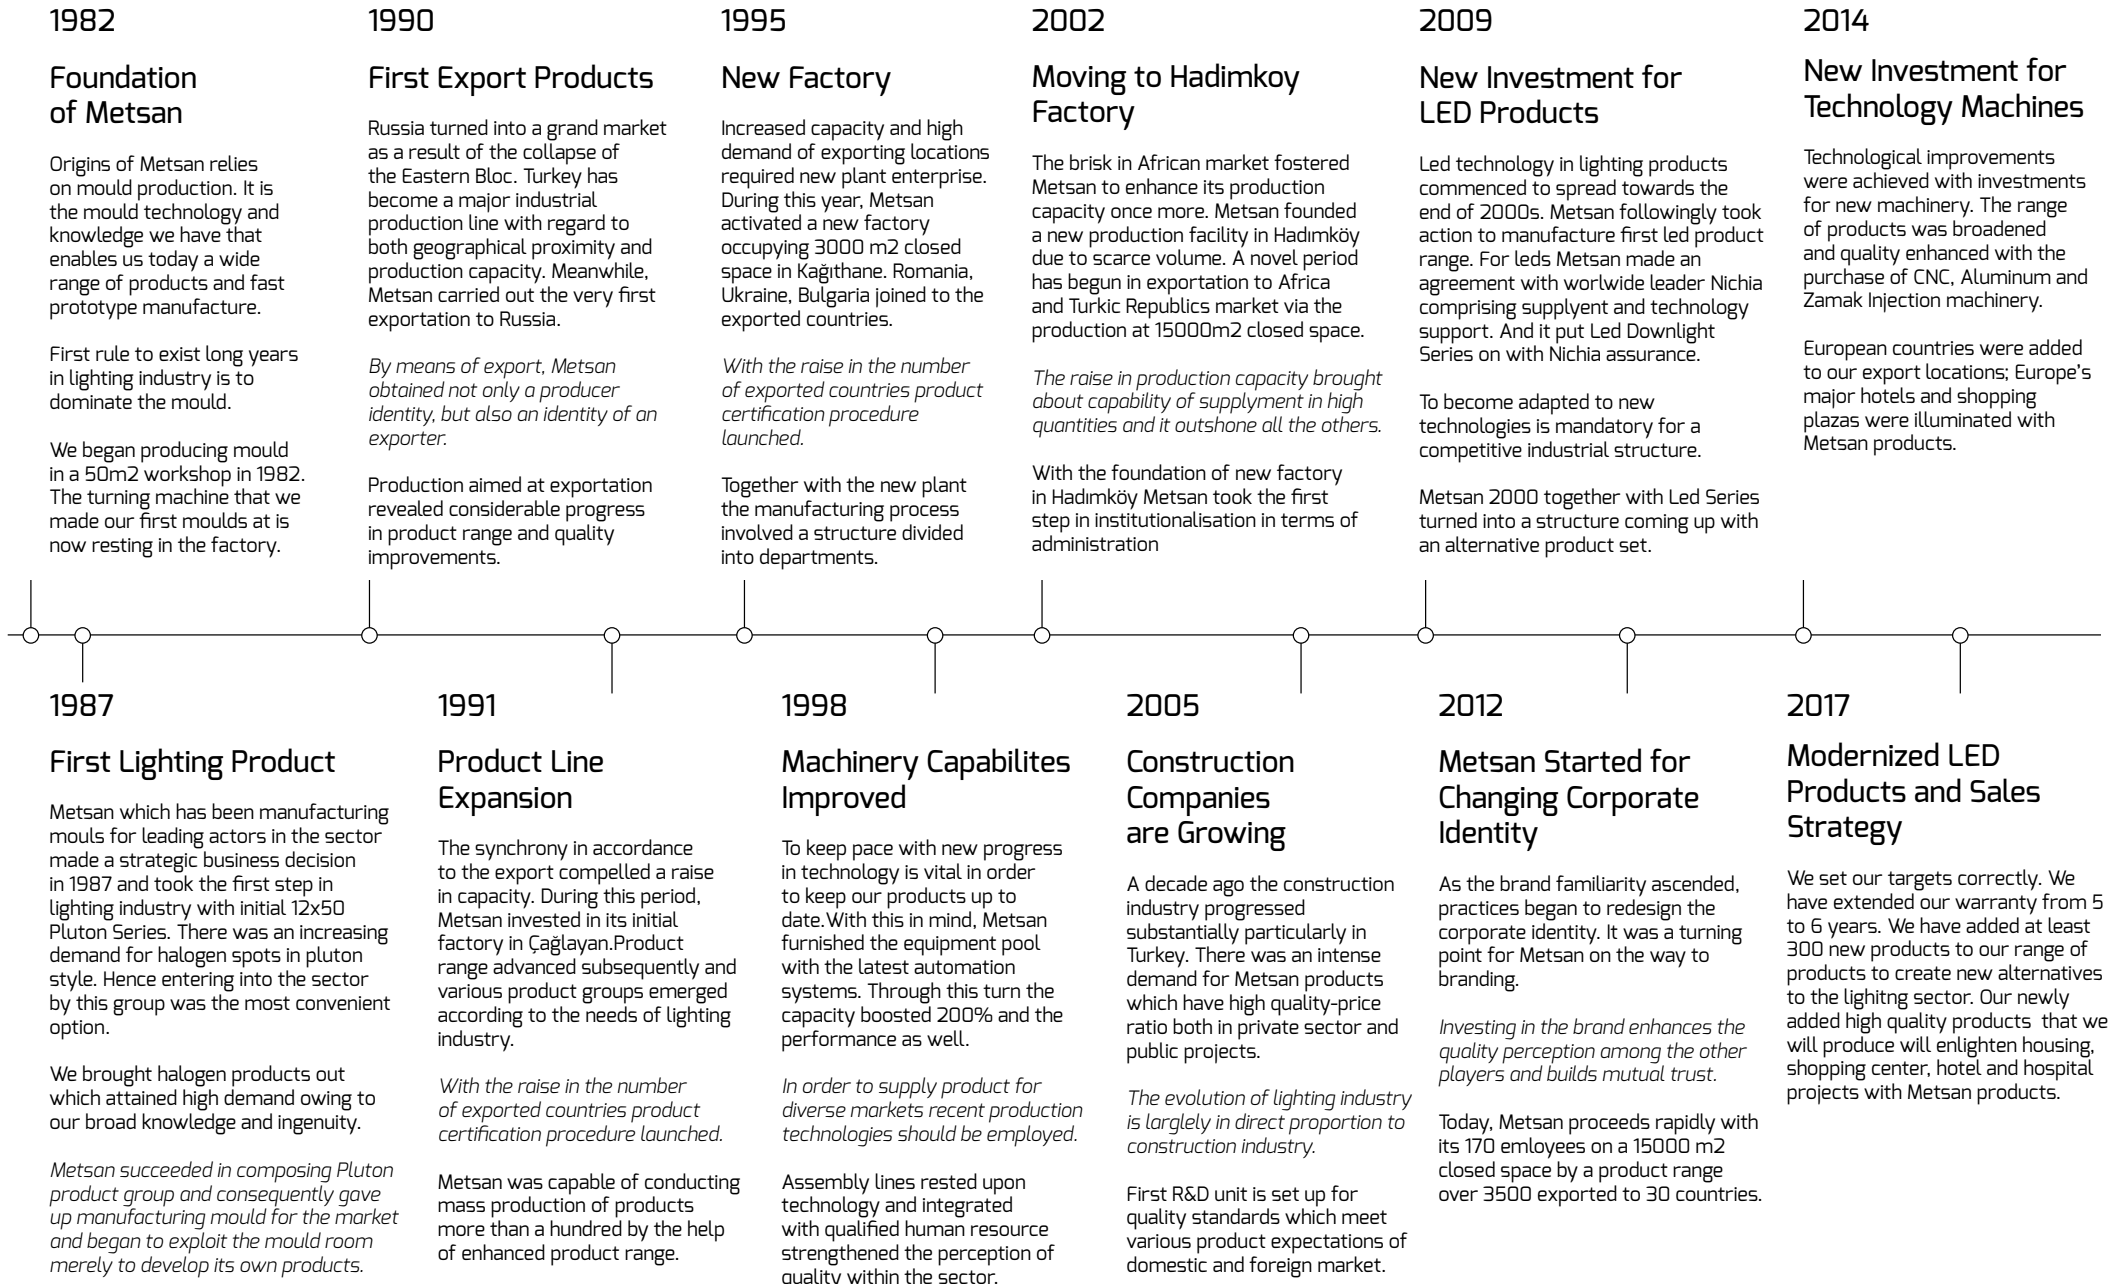 1982
Foundation
of Metsan
Origins of Metsan relies
on mould production. It is
the mould technology and
knowledge we have that
enables us today a wide
range of products and fast
prototype manufacture.
First rule to exist long years
in lighting industry is to
dominate the mould.
We began producing mould
in a 50m2 workshop in 1982.
The turning machine that we
made our first moulds at is
now resting in the factory.
1990
First Export Products
Russia turned into a grand market
as a result of the collapse of
the Eastern Bloc. Turkey has
become a major industrial
production line with regard to
both geographical proximity and
production capacity. Meanwhile,
Metsan carried out the very first
exportation to Russia.
By means of export, Metsan
obtained not only a producer
identity, but also an identity of an
exporter.
Production aimed at exportation
revealed considerable progress
in product range and quality
improvements.
1995
New Factory
Increased capacity and high
demand of exporting locations
required new plant enterprise.
During this year, Metsan
activated a new factory
occupying 3000 m2 closed
space in Kağıthane. Romania,
Ukraine, Bulgaria joined to the
exported countries.
With the raise in the number
of exported countries product
certification procedure
launched.
Together with the new plant
the manufacturing process
involved a structure divided
into departments.
2002
Moving to Hadimkoy
Factory
The brisk in African market fostered
Metsan to enhance its production
capacity once more. Metsan founded
a new production facility in Hadımköy
due to scarce volume. A novel period
has begun in exportation to Africa
and Turkic Republics market via the
production at 15000m2 closed space.
The raise in production capacity brought
about capability of supplyment in high
quantities and it outshone all the others.
With the foundation of new factory
in Hadımköy Metsan took the first
step in institutionalisation in terms of
administration
2009
New Investment for
LED Products
Led technology in lighting products
commenced to spread towards the
end of 2000s. Metsan followingly took
action to manufacture first led product
range. For leds Metsan made an
agreement with worlwide leader Nichia
comprising supplyent and technology
support. And it put Led Downlight
Series on with Nichia assurance.
To become adapted to new
technologies is mandatory for a
competitive industrial structure.
Metsan 2000 together with Led Series
turned into a structure coming up with
an alternative product set.
2014
New Investment for
Technology Machines
Technological improvements
were achieved with investments
for new machinery. The range
of products was broadened
and quality enhanced with the
purchase of CNC, Aluminum and
Zamak Injection machinery.
European countries were added
to our export locations; Europe's
major hotels and shopping
plazas were illuminated with
Metsan products.
1987
First Lighting Product
Metsan which has been manufacturing
mouls for leading actors in the sector
made a strategic business decision
in 1987 and took the first step in
lighting industry with initial 12x50
Pluton Series. There was an increasing
demand for halogen spots in pluton
style. Hence entering into the sector
by this group was the most convenient
option.
We brought halogen products out
which attained high demand owing to
our broad knowledge and ingenuity.
Metsan succeeded in composing Pluton
product group and consequently gave
up manufacturing mould for the market
and began to exploit the mould room
merely to develop its own products.
1991
Product Line
Expansion
The synchrony in accordance
to the export compelled a raise
in capacity. During this period,
Metsan invested in its initial
factory in Çağlayan.Product
range advanced subsequently and
various product groups emerged
according to the needs of lighting
industry.
With the raise in the number
of exported countries product
certification procedure launched.
Metsan was capable of conducting
mass production of products
more than a hundred by the help
of enhanced product range.
1998
Machinery Capabilites
Improved
To keep pace with new progress
in technology is vital in order
to keep our products up to
date.With this in mind, Metsan
furnished the equipment pool
with the latest automation
systems. Through this turn the
capacity boosted 200% and the
performance as well.
In order to supply product for
diverse markets recent production
technologies should be employed.
Assembly lines rested upon
technology and integrated
with qualified human resource
strengthened the perception of
quality within the sector.
2005
Construction
Companies
are Growing
A decade ago the construction
industry progressed
substantially particularly in
Turkey. There was an intense
demand for Metsan products
which have high quality-price
ratio both in private sector and
public projects.
The evolution of lighting industry
is larglely in direct proportion to
construction industry.
First R&D unit is set up for
quality standards which meet
various product expectations of
domestic and foreign market.
2012
Metsan Started for
Changing Corporate
Identity
As the brand familiarity ascended,
practices began to redesign the
corporate identity. It was a turning
point for Metsan on the way to
branding.
Investing in the brand enhances the
quality perception among the other
players and builds mutual trust.
Today, Metsan proceeds rapidly with
its 170 emloyees on a 15000 m2
closed space by a product range
over 3500 exported to 30 countries.
2017
Modernized LED
Products and Sales
Strategy
We set our targets correctly. We
have extended our warranty from 5
to 6 years. We have added at least
300 new products to our range of
products to create new alternatives
to the lighitng sector. Our newly
added high quality products  that we
will produce will enlighten housing,
shopping center, hotel and hospital
projects with Metsan products.